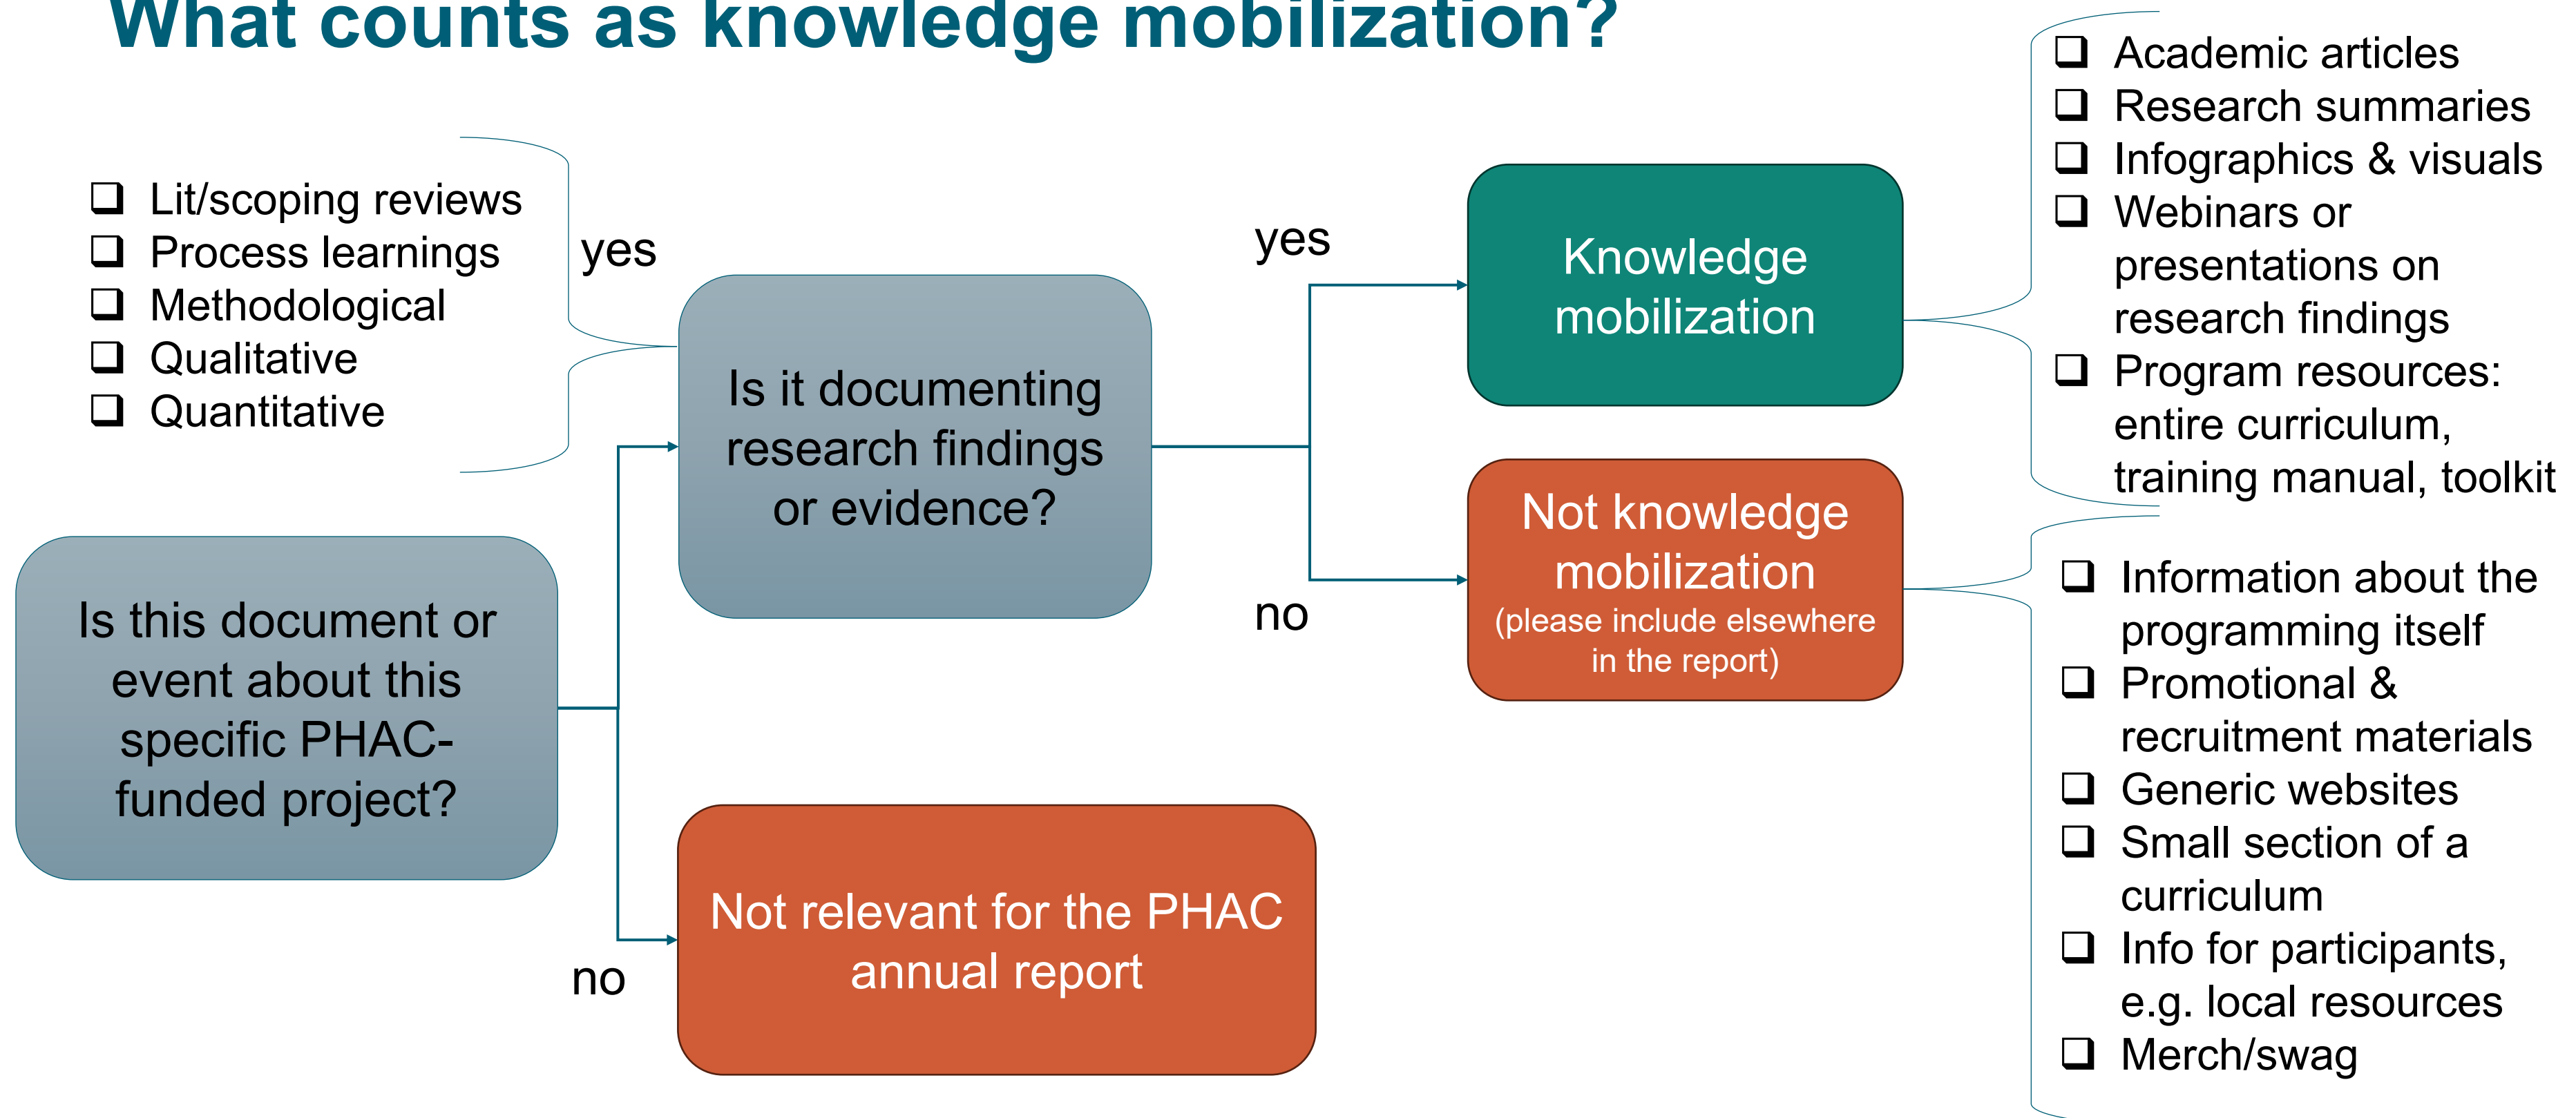 What counts as knowledge mobilization?
Lit/scoping reviews
Process learnings
Methodological
Qualitative
Quantitative
yes
Is this document or
event about this
specific PHAC-
funded project?
Is it documenting
research findings
or evidence?
no
Not relevant for the PHAC
annual report
yes
Knowledge
mobilization
no
Not knowledge
mobilization
(please include elsewhere
in the report)
Academic articles
Research summaries
Infographics & visuals
Webinars or
presentations on
research findings
Program resources:
entire curriculum,
training manual, toolkit
Information about the
programming itself
Promotional &
recruitment materials
Generic websites
Small section of a
curriculum
Info for participants,
e.g. local resources
Merch/swag